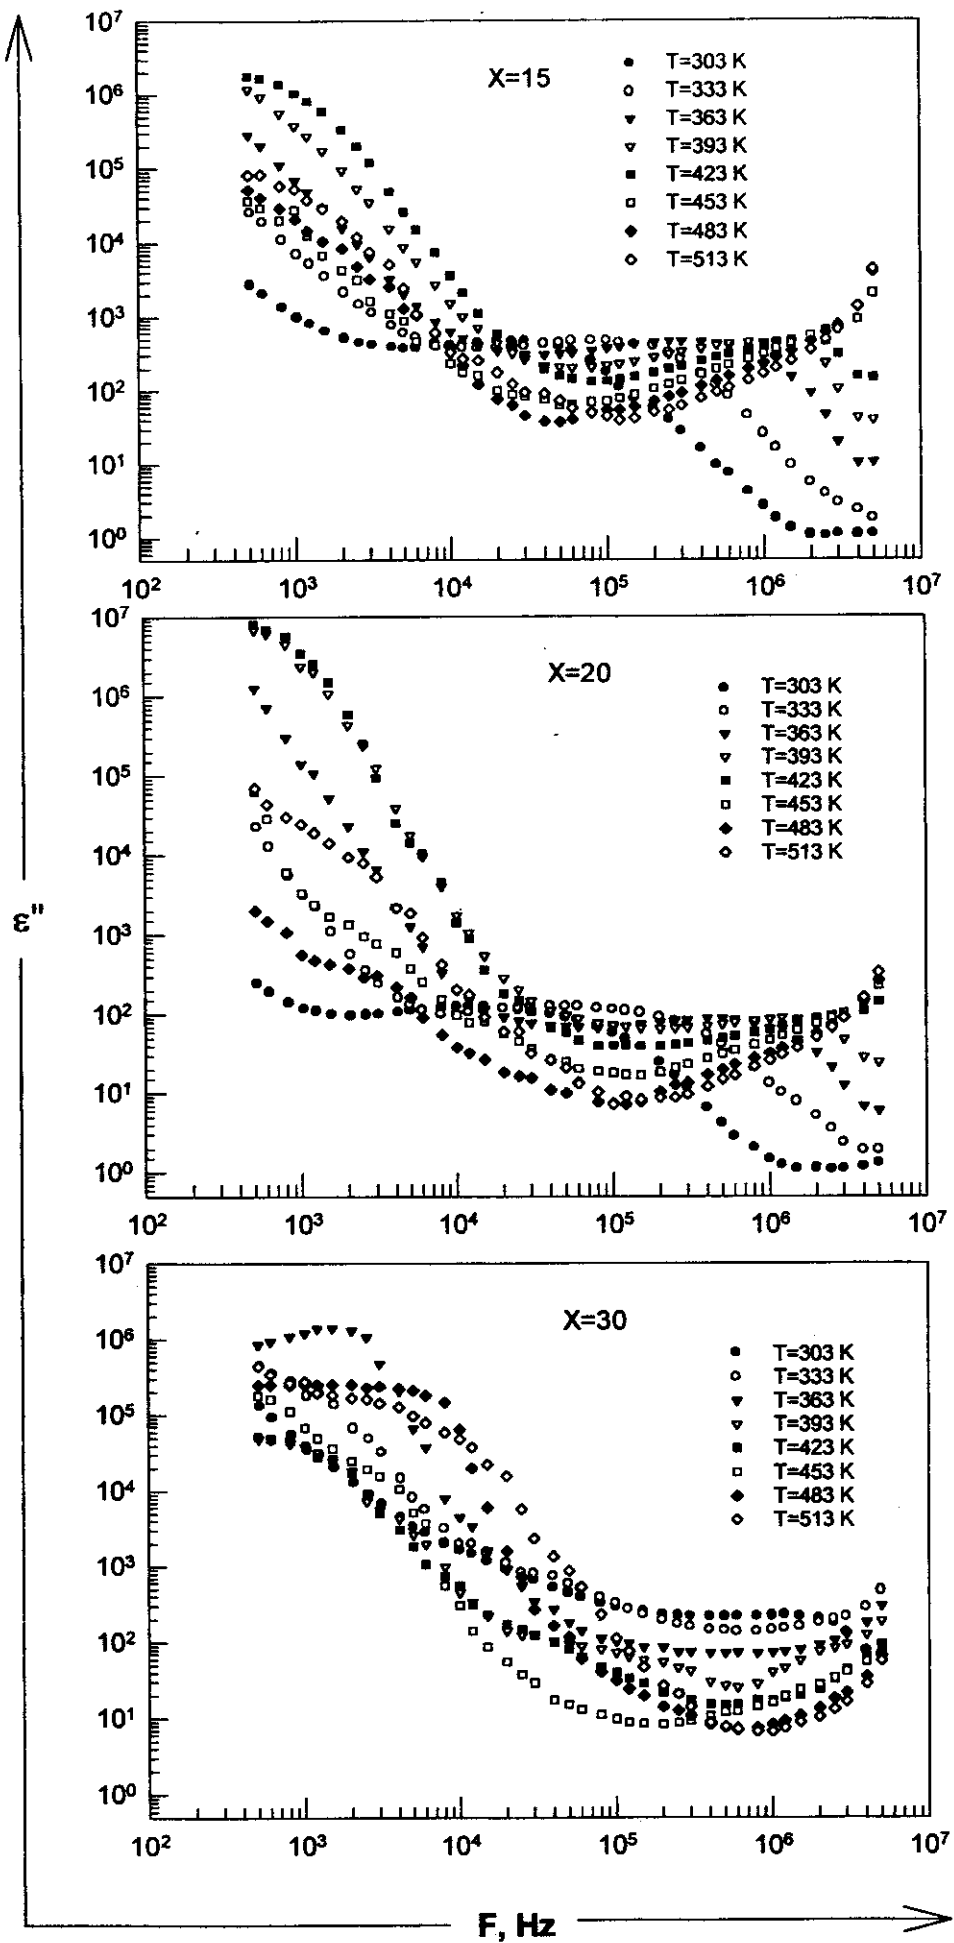 ε"
10⁷
10⁶
10⁵
10⁴
10³
10²
10¹
10⁰
X=15
T=303 K
T=333 K
T=363 K
T=393 K
T=423 K
T=453 K
T=483 K
T=513 K
10² 10³ 10⁴ 10⁵ 10⁶ 10⁷
10⁷
10⁶
10⁵
10⁴
10³
10²
10¹
10⁰
X=20
T=303 K
T=333 K
T=363 K
T=393 K
T=423 K
T=453 K
T=483 K
T=513 K
10² 10³ 10⁴ 10⁵ 10⁶ 10⁷
10⁷
10⁶
10⁵
10⁴
10³
10²
10¹
10⁰
X=30
T=303 K
T=333 K
T=363 K
T=393 K
T=423 K
T=453 K
T=483 K
T=513 K
10² 10³ 10⁴ 10⁵ 10⁶ 10⁷
F, Hz